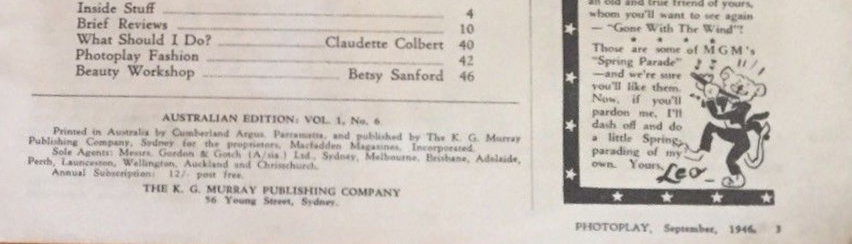 Inside Stuff 4
Brief Reviews 10
What Should I Do? Claudette Colbert 40
Photoplay Fashion 42
Beauty Workshop Betsy Sanford 46
AUSTRALIAN EDITION: VOL. 1, No. 6
Printed in Australia by Cumberland Argus, Parramatta, and published by The K. G. Murray
Publishing Company, Sydney for the proprietors, Macfadden Magazines, Incorporated.
Sole Agents: Messrs. Gordon & Gotch (A/sia.) Ltd., Sydney, Melbourne, Brisbane, Adelaide,
Perth, Launceston, Wellington, Auckland and Christchurch.
Annual Subscription: 12/- post free.
THE K. G. MURRAY PUBLISHING COMPANY
56 Young Street, Sydney.
an old and true friend of yours,
whom you'll want to see again
— "Gone With The Wind"!
* * * *
Those are some of MGM's
"Spring Parade"
—and we're sure
you'll like them.
Now, if you'll
pardon me, I'll
dash off and do
a little Spring
parading of my
own. Yours,
Leo
PHOTOPLAY, September, 1946. 3